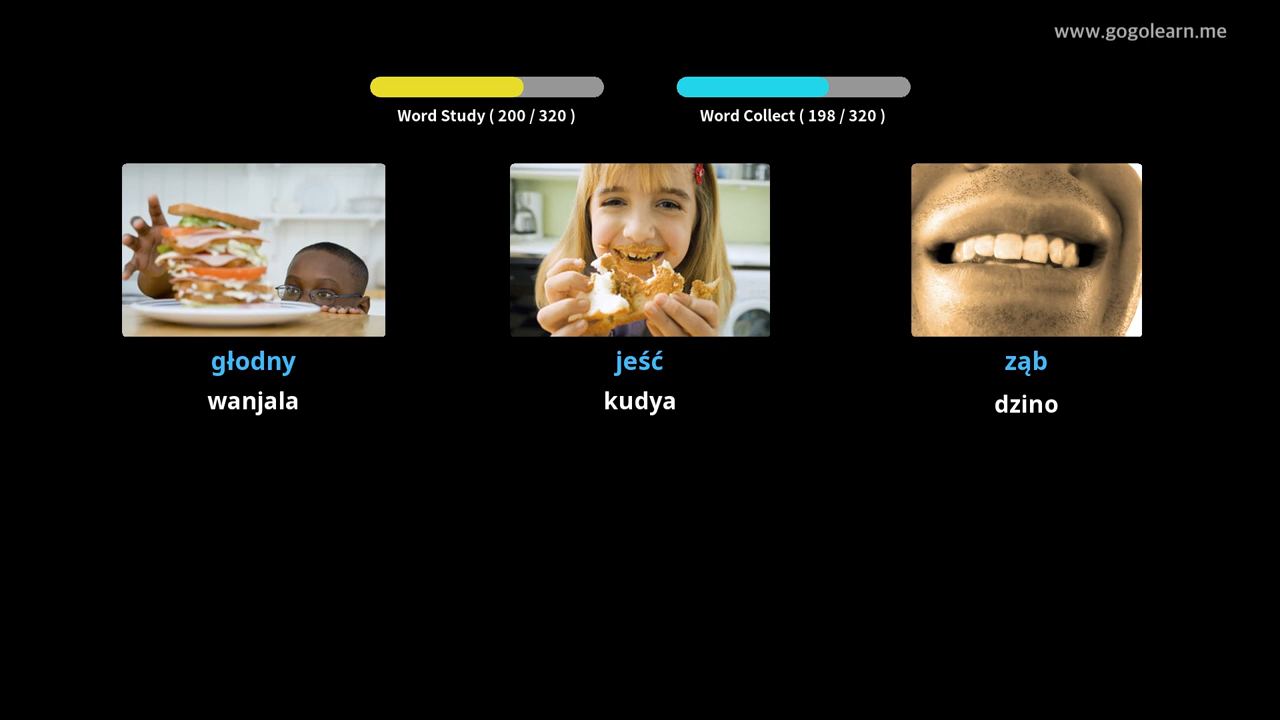 www.gogolearn.me
Word Study ( 200 / 320 )
Word Collect ( 198 / 320 )
głodny
jeść
ząb
wanjala
kudya
dzino